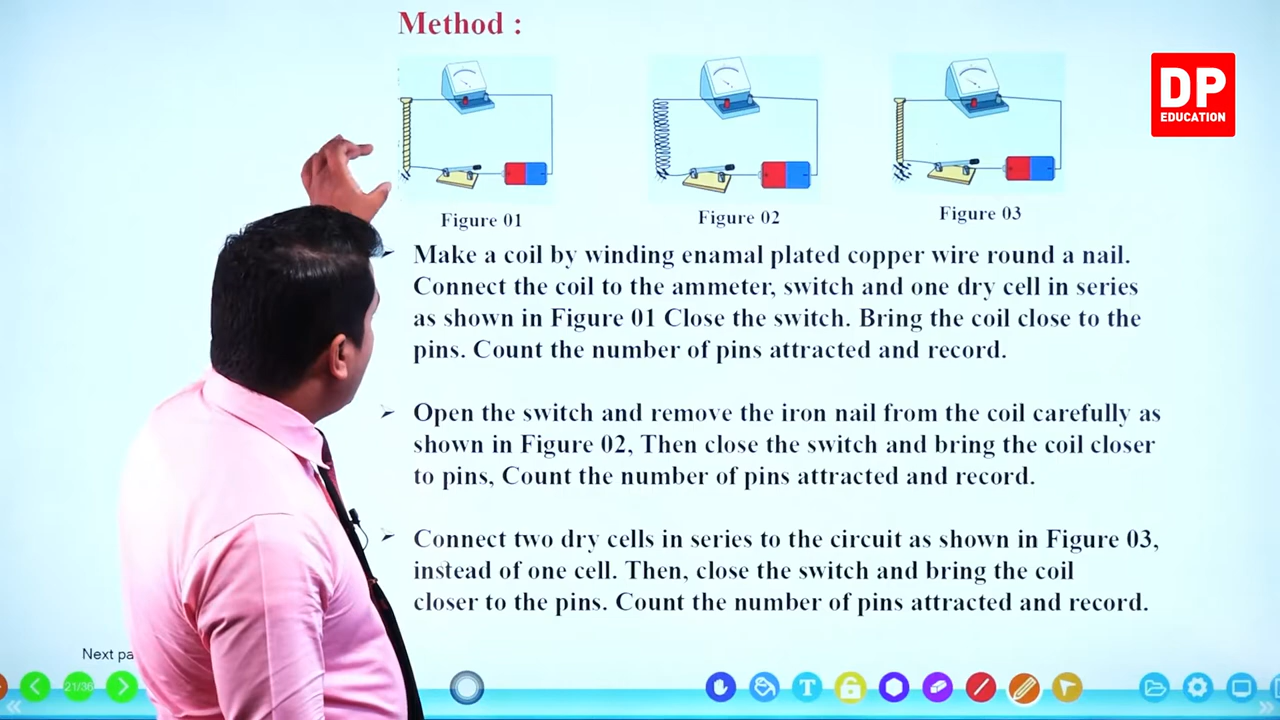 Method :
DP
EDUCATION
Figure 01
Figure 02
Figure 03
Make a coil by winding enamal plated copper wire round a nail.
Connect the coil to the ammeter, switch and one dry cell in series
as shown in Figure 01 Close the switch. Bring the coil close to the
pins. Count the number of pins attracted and record.
Open the switch and remove the iron nail from the coil carefully as
shown in Figure 02, Then close the switch and bring the coil closer
to pins, Count the number of pins attracted and record.
Connect two dry cells in series to the circuit as shown in Figure 03,
instead of one cell. Then, close the switch and bring the coil
closer to the pins. Count the number of pins attracted and record.
Next pa
21/36
T